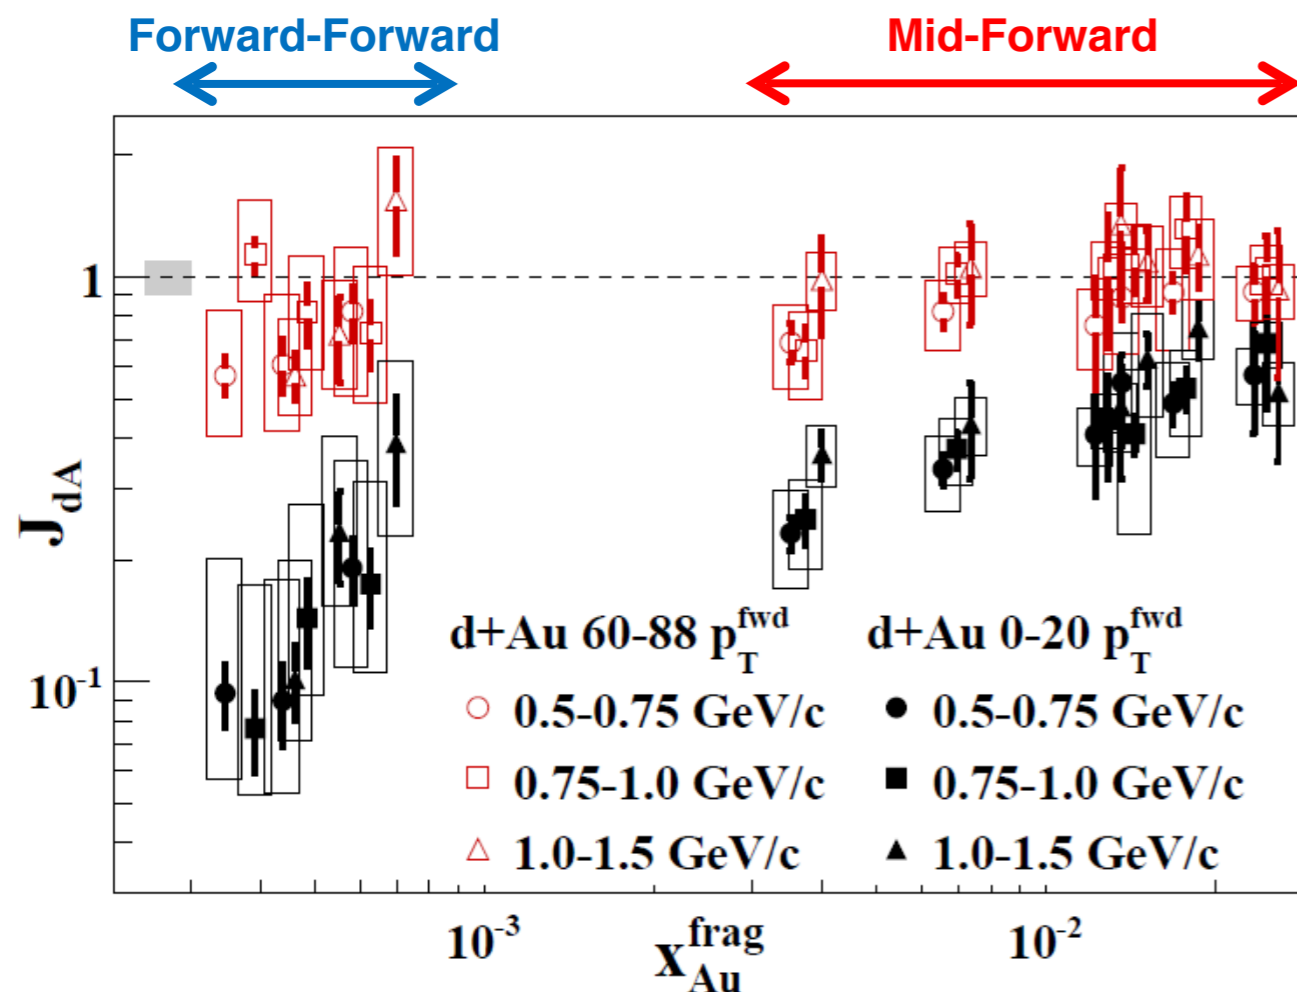 Forward-Forward Mid-Forward
1
10⁻¹
J_dA
d+Au 60-88 p_T^fwd d+Au 0-20 p_T^fwd
0.5-0.75 GeV/c 0.5-0.75 GeV/c
0.75-1.0 GeV/c 0.75-1.0 GeV/c
1.0-1.5 GeV/c 1.0-1.5 GeV/c
10⁻³ 10⁻²
x_Au^frag